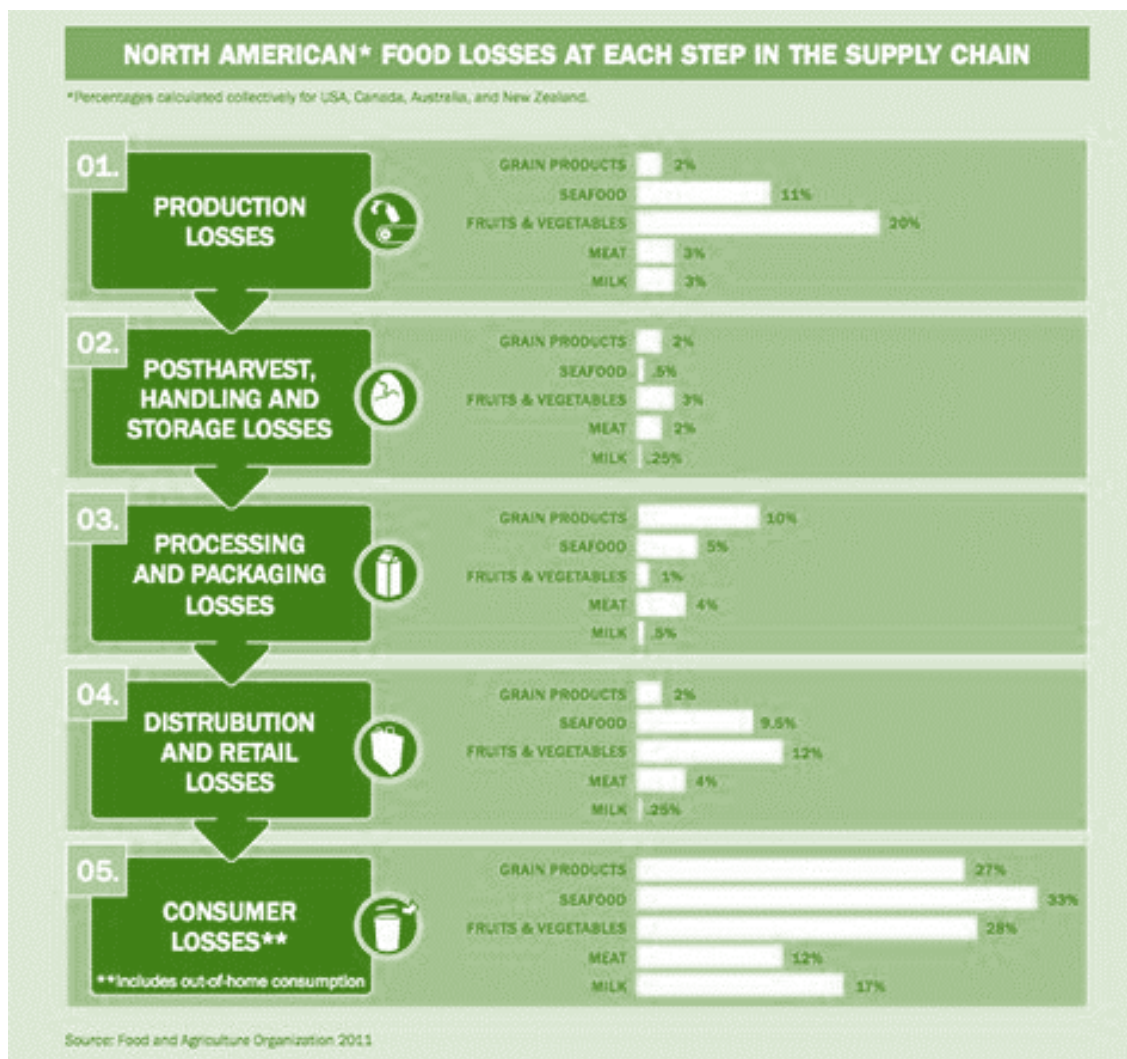 NORTH AMERICAN* FOOD LOSSES AT EACH STEP IN THE SUPPLY CHAIN
*Percentages calculated collectively for USA, Canada, Australia, and New Zealand.
01.
PRODUCTION
LOSSES
GRAIN PRODUCTS 2%
SEAFOOD 11%
FRUITS & VEGETABLES 20%
MEAT 3%
MILK 3%
02.
POSTHARVEST,
HANDLING AND
STORAGE LOSSES
GRAIN PRODUCTS 2%
SEAFOOD .5%
FRUITS & VEGETABLES 3%
MEAT 2%
MILK .25%
03.
PROCESSING
AND PACKAGING
LOSSES
GRAIN PRODUCTS 10%
SEAFOOD 5%
FRUITS & VEGETABLES 1%
MEAT 4%
MILK .5%
04.
DISTRUBUTION
AND RETAIL
LOSSES
GRAIN PRODUCTS 2%
SEAFOOD 9.5%
FRUITS & VEGETABLES 12%
MEAT 4%
MILK .25%
05.
CONSUMER
LOSSES**
**Includes out-of-home consumption
GRAIN PRODUCTS 27%
SEAFOOD 33%
FRUITS & VEGETABLES 28%
MEAT 12%
MILK 17%
Source: Food and Agriculture Organization 2011